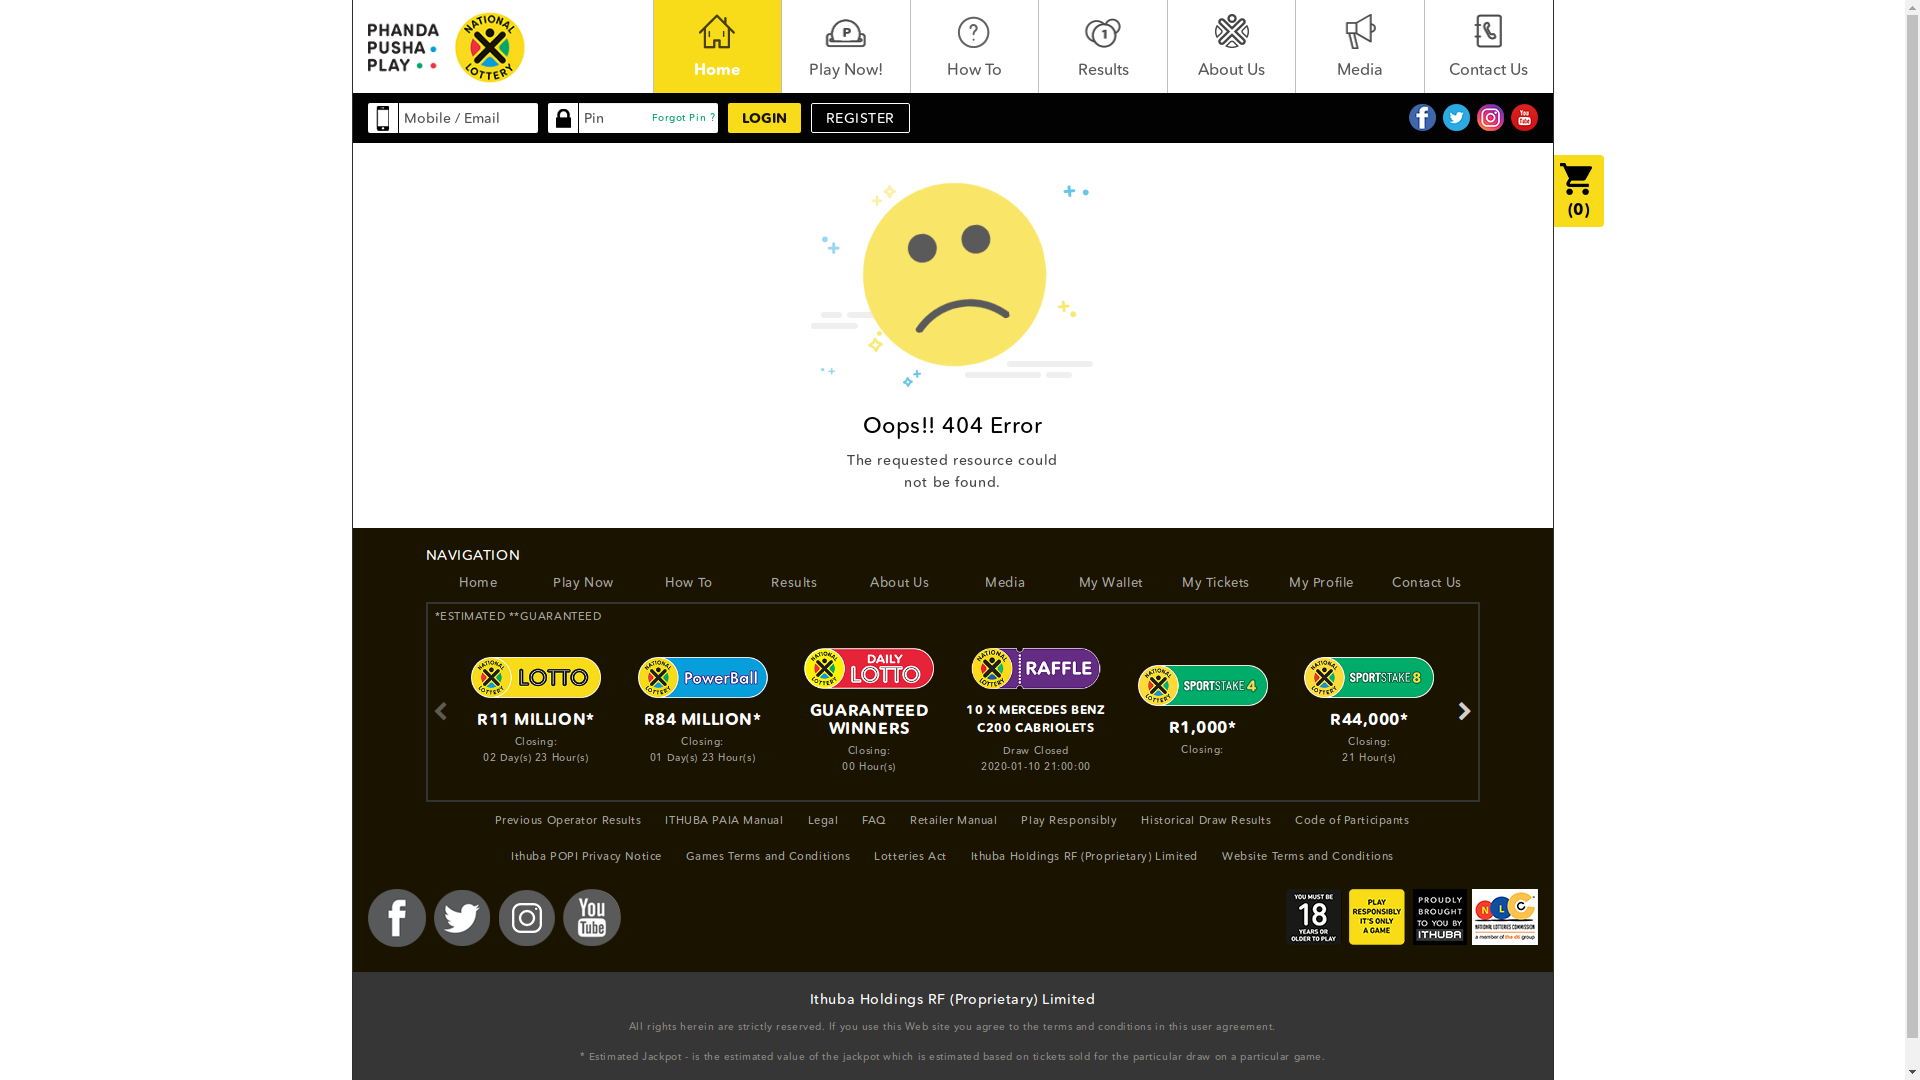 PHANDA
PUSHA
PLAY
NATIONAL
LOTTERY
Home
Play Now!
How To
Results
About Us
Media
Contact Us
Mobile / Email
Pin
Forgot Pin ?
LOGIN
REGISTER
(0)
Oops!! 404 Error
The requested resource could
not be found.
NAVIGATION
Home
Play Now
How To
Results
About Us
Media
My Wallet
My Tickets
My Profile
Contact Us
*ESTIMATED **GUARANTEED
LOTTO
PowerBall
DAILY
LOTTO
RAFFLE
SPORTSTAKE 4
SPORTSTAKE 8
R11 MILLION*
Closing:
02 Day(s) 23 Hour(s)
R84 MILLION*
Closing:
01 Day(s) 23 Hour(s)
GUARANTEED
WINNERS
Closing:
00 Hour(s)
10 X MERCEDES BENZ
C200 CABRIOLETS
Draw Closed
2020-01-10 21:00:00
R1,000*
Closing:
R44,000*
Closing:
21 Hour(s)
Previous Operator Results
ITHUBA PAIA Manual
Legal
FAQ
Retailer Manual
Play Responsibly
Historical Draw Results
Code of Participants
Ithuba POPI Privacy Notice
Games Terms and Conditions
Lotteries Act
Ithuba Holdings RF (Proprietary) Limited
Website Terms and Conditions
You
Tube
YOU MUST BE
18
YEARS OR
OLDER TO PLAY
PLAY
RESPONSIBLY
IT'S ONLY
A GAME
PROUDLY
BROUGHT
TO YOU BY
ITHUBA
NLC
NATIONAL LOTTERIES COMMISSION
a member of the dti group
Ithuba Holdings RF (Proprietary) Limited
All rights herein are strictly reserved. If you use this Web site you agree to the terms and conditions in this user agreement.
* Estimated Jackpot - is the estimated value of the jackpot which is estimated based on tickets sold for the particular draw on a particular game.